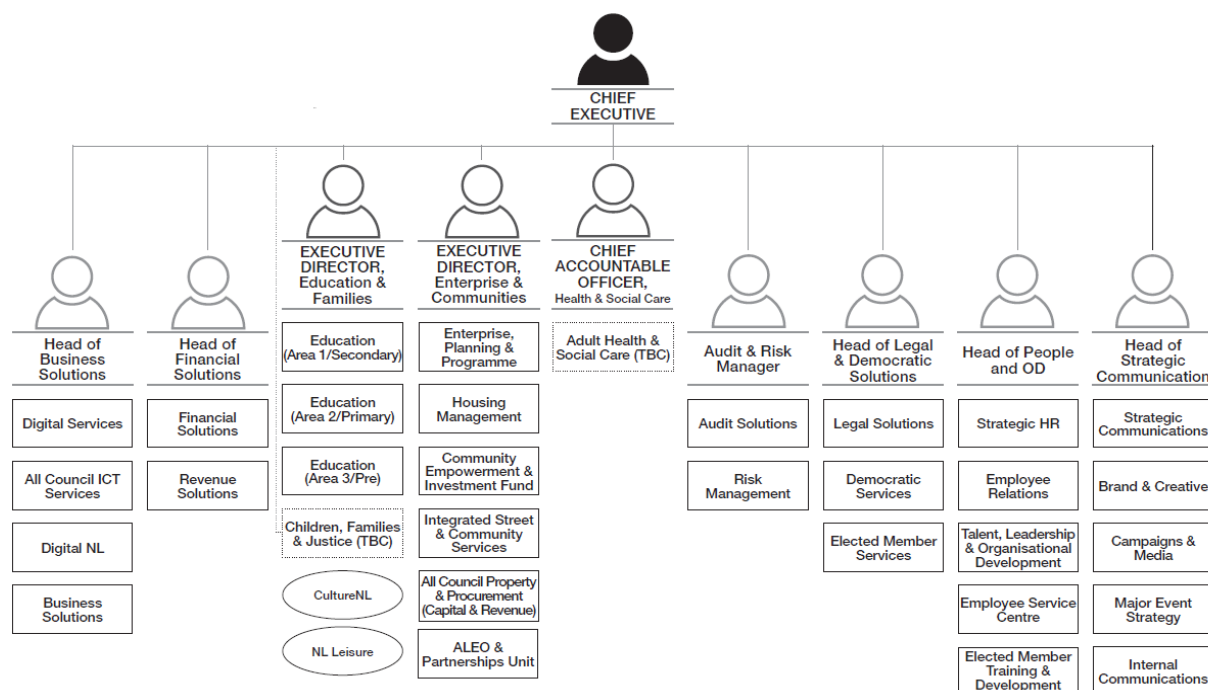 CHIEF
EXECUTIVE
EXECUTIVE
DIRECTOR,
Education &
Families
EXECUTIVE
DIRECTOR,
Enterprise &
Communities
CHIEF
ACCOUNTABLE
OFFICER,
Health & Social Care
Head of
Business
Solutions
Digital Services
All Council ICT
Services
Digital NL
Business
Solutions
Head of
Financial
Solutions
Financial
Solutions
Revenue
Solutions
Education
(Area 1/Secondary)
Education
(Area 2/Primary)
Education
(Area 3/Pre)
Children, Families
& Justice (TBC)
CultureNL
NL Leisure
Enterprise,
Planning &
Programme
Housing
Management
Community
Empowerment &
Investment Fund
Integrated Street
& Community
Services
All Council Property
& Procurement
(Capital & Revenue)
ALEO &
Partnerships Unit
Adult Health &
Social Care (TBC)
Audit & Risk
Manager
Audit Solutions
Risk
Management
Head of Legal
& Democratic
Solutions
Legal Solutions
Democratic
Services
Elected Member
Services
Head of People
and OD
Strategic HR
Employee
Relations
Talent, Leadership
& Organisational
Development
Employee Service
Centre
Elected Member
Training &
Development
Head of
Strategic
Communication
Strategic
Communications
Brand & Creative
Campaigns &
Media
Major Event
Strategy
Internal
Communications